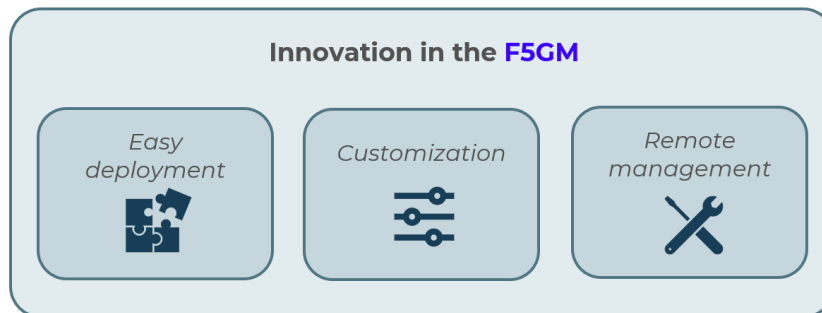 Innovation in the F5GM
Easy
deployment
Customization
Remote
management